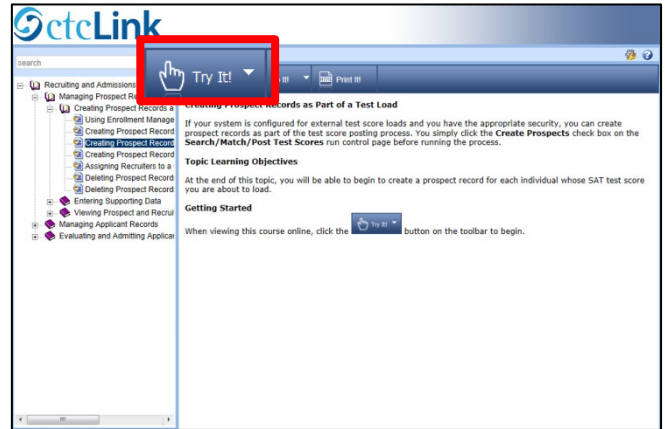 ctcLink
search
Try It!
It!
Print It!
Recruiting and Admissions
Managing Prospect Re
Creating Prospect Records a
Using Enrollment Manage
Creating Prospect Record
Creating Prospect Record
Creating Prospect Record
Assigning Recruiters to a
Deleting Prospect Record
Deleting Prospect Record
Entering Supporting Data
Viewing Prospect and Recrui
Managing Applicant Records
Evaluating and Admitting Applicar
Creating Prospect Records as Part of a Test Load
If your system is configured for external test score loads and you have the appropriate security, you can create
prospect records as part of the test score posting process. You simply click the Create Prospects check box on the
Search/Match/Post Test Scores run control page before running the process.
Topic Learning Objectives
At the end of this topic, you will be able to begin to create a prospect record for each individual whose SAT test score
you are about to load.
Getting Started
When viewing this course online, click the Try It! button on the toolbar to begin.